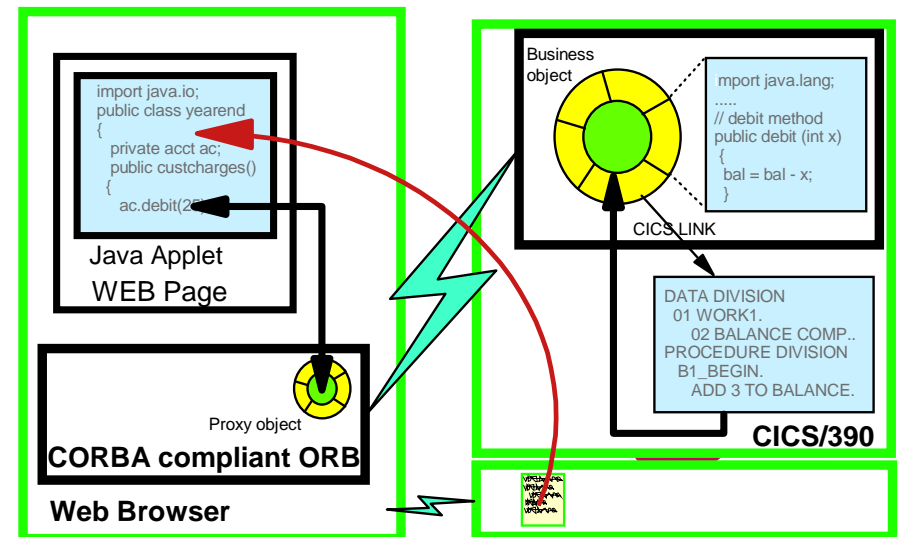 import java.io;
public class yearend
{
private acct ac;
public custcharges()
{
ac.debit(25)
Java Applet
WEB Page
Proxy object
CORBA compliant ORB
Web Browser
Business
object
mport java.lang;
.....
// debit method
public debit (int x)
{
bal = bal - x;
}
CICS LINK
DATA DIVISION
01 WORK1.
02 BALANCE COMP..
PROCEDURE DIVISION
B1_BEGIN.
ADD 3 TO BALANCE.
CICS/390